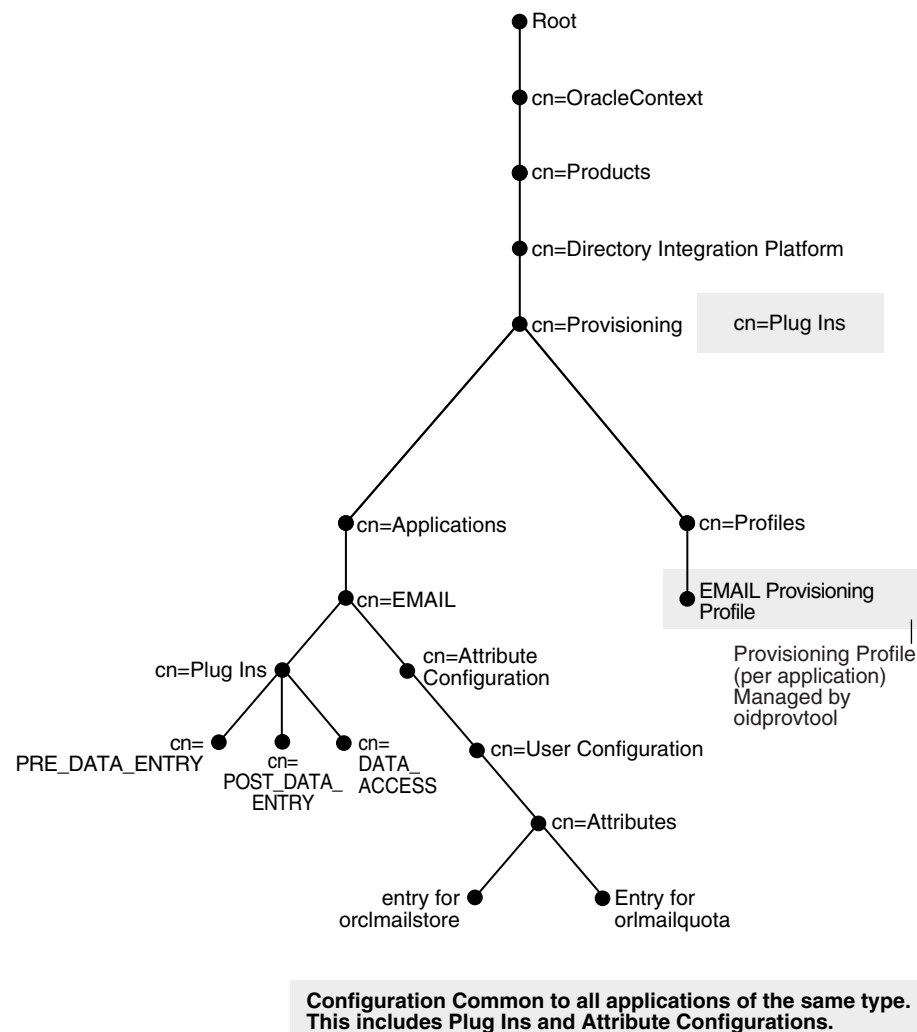 Root
cn=OracleContext
cn=Products
cn=Directory Integration Platform
cn=Provisioning
cn=Plug Ins
cn=Applications
cn=Profiles
cn=EMAIL
EMAIL Provisioning
Profile
Provisioning Profile
(per application)
Managed by
oidprovtool
cn=Plug Ins
cn=Attribute
Configuration
cn=
PRE_DATA_ENTRY
cn=
POST_DATA_
ENTRY
cn=
DATA_
ACCESS
cn=User Configuration
cn=Attributes
entry for
orclmailstore
Entry for
orlmailquota
Configuration Common to all applications of the same type.
This includes Plug Ins and Attribute Configurations.